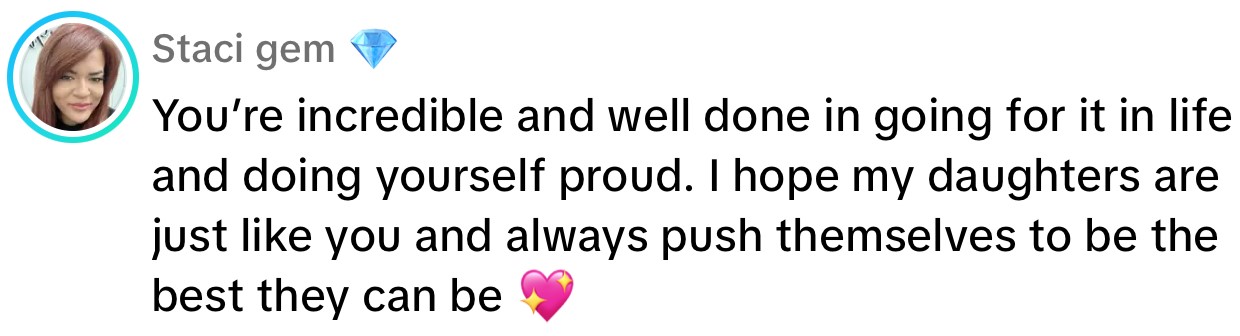 Staci gem 💎
You’re incredible and well done in going for it in life
and doing yourself proud. I hope my daughters are
just like you and always push themselves to be the
best they can be 💖